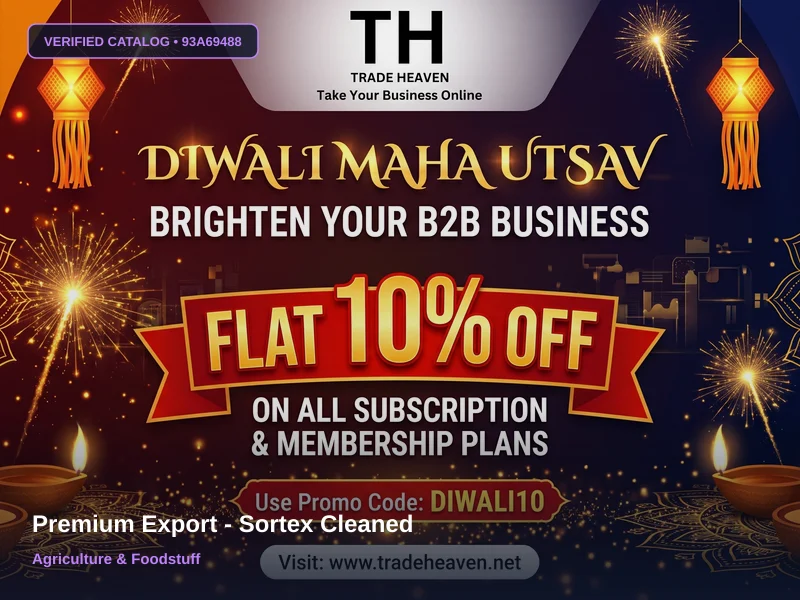 VERIFIED CATALOG • 93A69488
TH
TRADE HEAVEN
Take Your Business Online
DIWALI MAHA UTSAV
BRIGHTEN YOUR B2B BUSINESS
FLAT 10% OFF
ON ALL SUBSCRIPTION
& MEMBERSHIP PLANS
Use Promo Code: DIWALI10
Premium Export - Sortex Cleaned
Agriculture & Foodstuff
Visit: www.tradeheaven.net